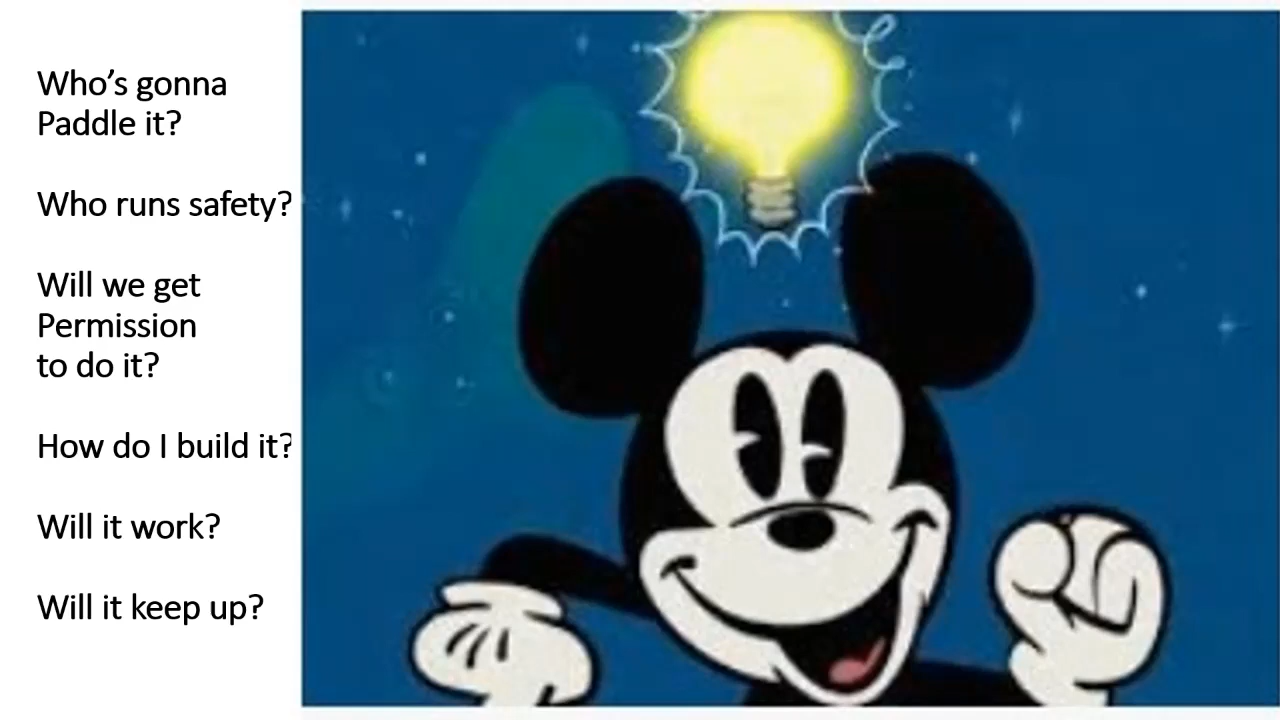 Who’s gonna
Paddle it?
Who runs safety?
Will we get
Permission
to do it?
How do I build it?
Will it work?
Will it keep up?